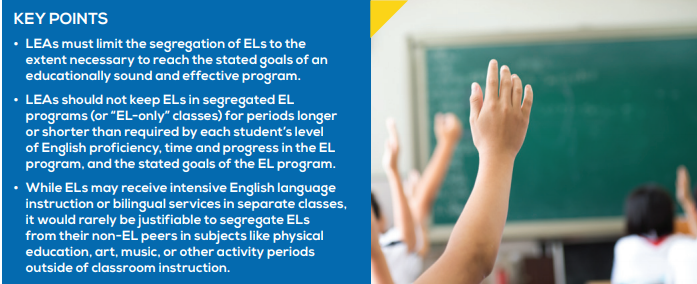 KEY POINTS
• LEAs must limit the segregation of ELs to the
extent necessary to reach the stated goals of an
educationally sound and effective program.
• LEAs should not keep ELs in segregated EL
programs (or “EL-only” classes) for periods longer
or shorter than required by each student’s level
of English proficiency, time and progress in the EL
program, and the stated goals of the EL program.
• While ELs may receive intensive English language
instruction or bilingual services in separate classes,
it would rarely be justifiable to segregate ELs
from their non-EL peers in subjects like physical
education, art, music, or other activity periods
outside of classroom instruction.